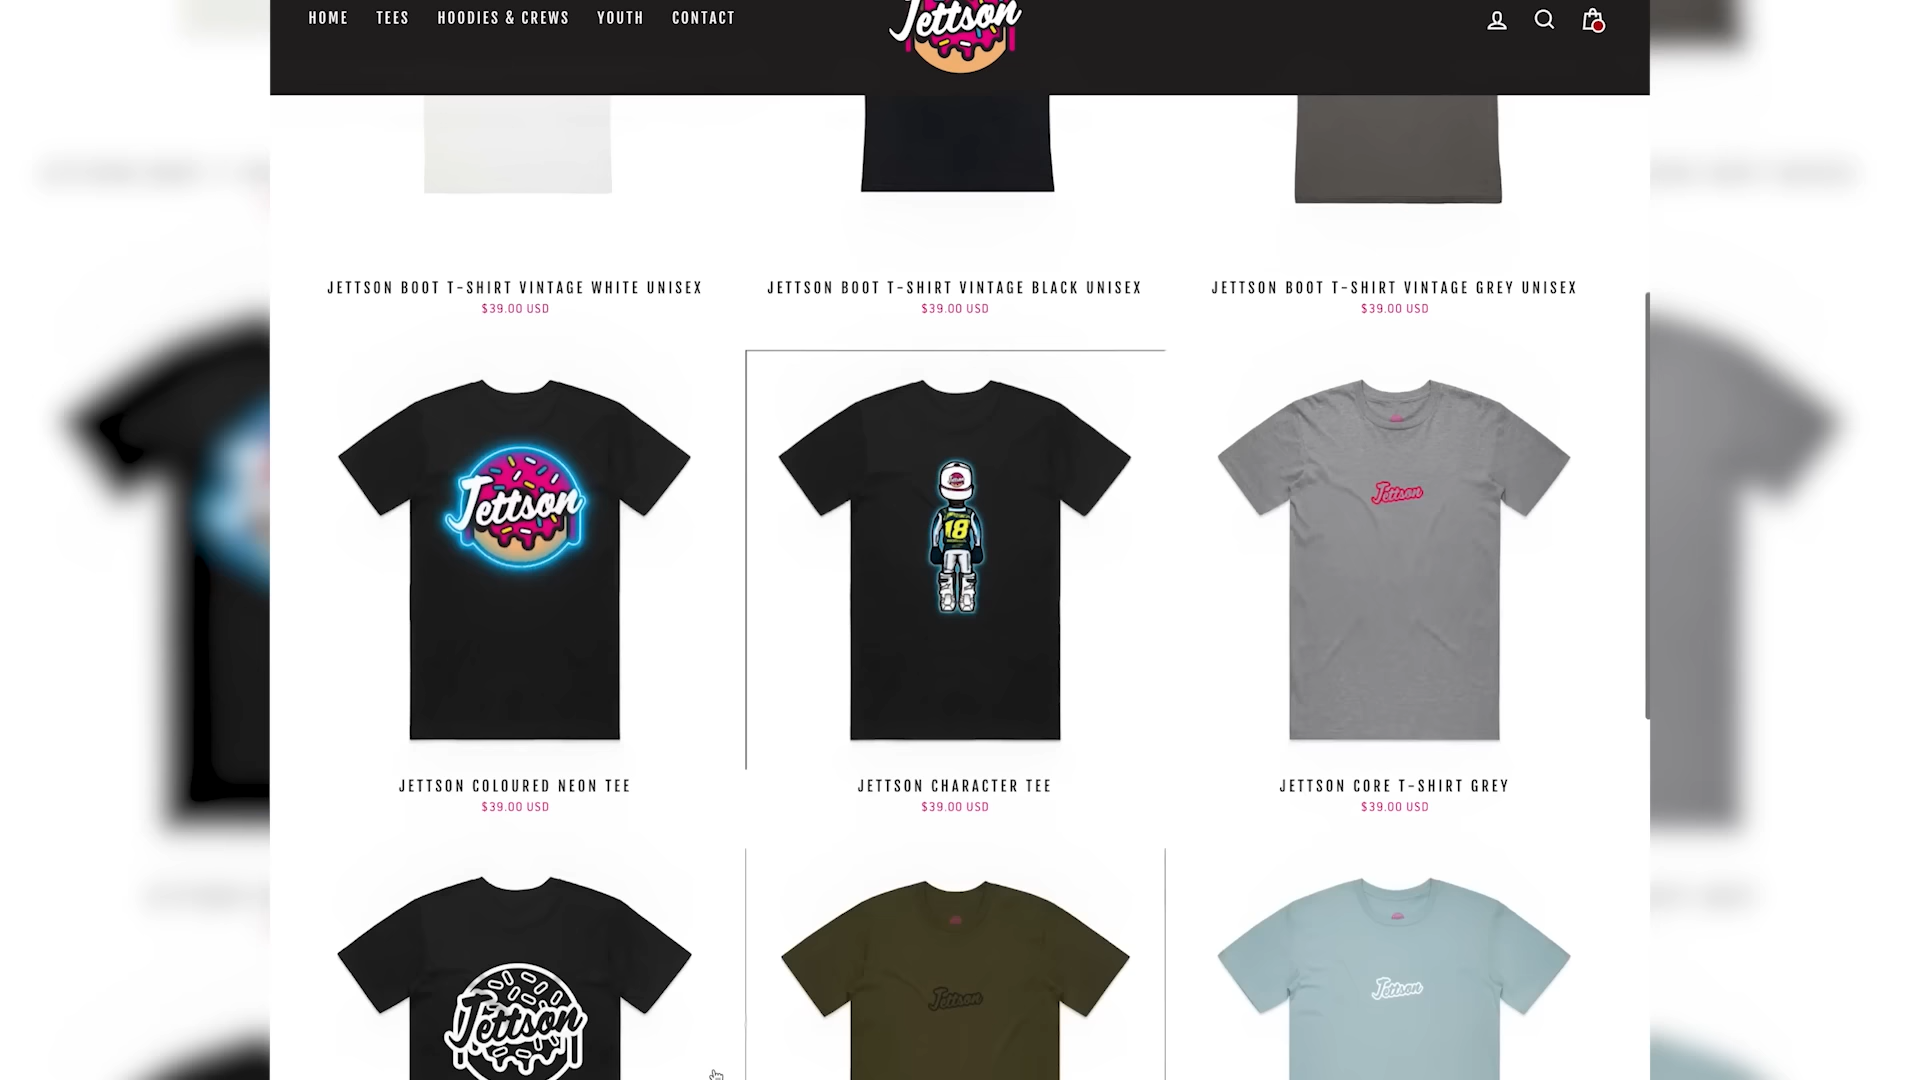 HOME TEES HOODIES & CREWS YOUTH CONTACT
Jettson
JETTSON BOOT T-SHIRT VINTAGE WHITE UNISEX
$39.00 USD
JETTSON BOOT T-SHIRT VINTAGE BLACK UNISEX
$39.00 USD
JETTSON BOOT T-SHIRT VINTAGE GREY UNISEX
$39.00 USD
Jettson
18
Jettson
JETTSON COLOURED NEON TEE
$39.00 USD
JETTSON CHARACTER TEE
$39.00 USD
JETTSON CORE T-SHIRT GREY
$39.00 USD
Jettson
Jettson
Jettson